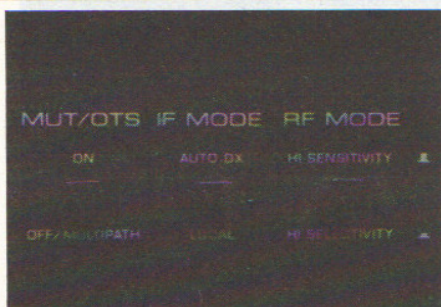 MUT/OTS IF MODE RF MODE
ON AUTO DX HI SENSITIVITY
OFF/MULTIPATH LOCAL HI SELECTIVITY